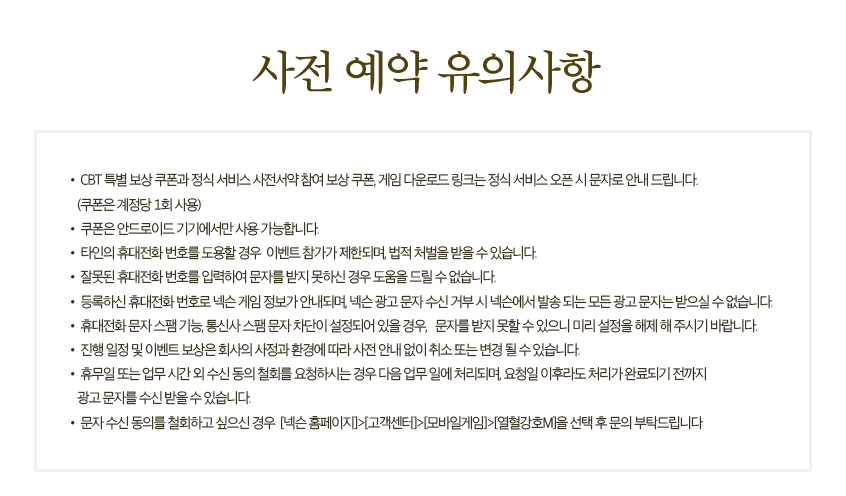 사전 예약 유의사항
• CBT 특별 보상 쿠폰과 정식 서비스 사전서약 참여 보상 쿠폰, 게임 다운로드 링크는 정식 서비스 오픈 시 문자로 안내 드립니다.
(쿠폰은 계정당 1회 사용)
• 쿠폰은 안드로이드 기기에서만 사용 가능합니다.
• 타인의 휴대전화 번호를 도용할 경우 이벤트 참가가 제한되며, 법적 처벌을 받을 수 있습니다.
• 잘못된 휴대전화 번호를 입력하여 문자를 받지 못하신 경우 도움을 드릴 수 없습니다.
• 등록하신 휴대전화 번호로 넥슨 게임 정보가 안내되며, 넥슨 광고 문자 수신 거부 시 넥슨에서 발송 되는 모든 광고 문자는 받으실 수 없습니다.
• 휴대전화 문자 스팸 기능, 통신사 스팸 문자 차단이 설정되어 있을 경우, 문자를 받지 못할 수 있으니 미리 설정을 해제 해 주시기 바랍니다.
• 진행 일정 및 이벤트 보상은 회사의 사정과 환경에 따라 사전 안내 없이 취소 또는 변경 될 수 있습니다.
• 휴무일 또는 업무 시간 외 수신 동의 철회를 요청하시는 경우 다음 업무 일에 처리되며, 요청일 이후라도 처리가 완료되기 전까지
광고 문자를 수신 받을 수 있습니다.
• 문자 수신 동의를 철회하고 싶으신 경우 [넥슨 홈페이지]>[고객센터]>[모바일게임]>[열혈강호M]을 선택 후 문의 부탁드립니다